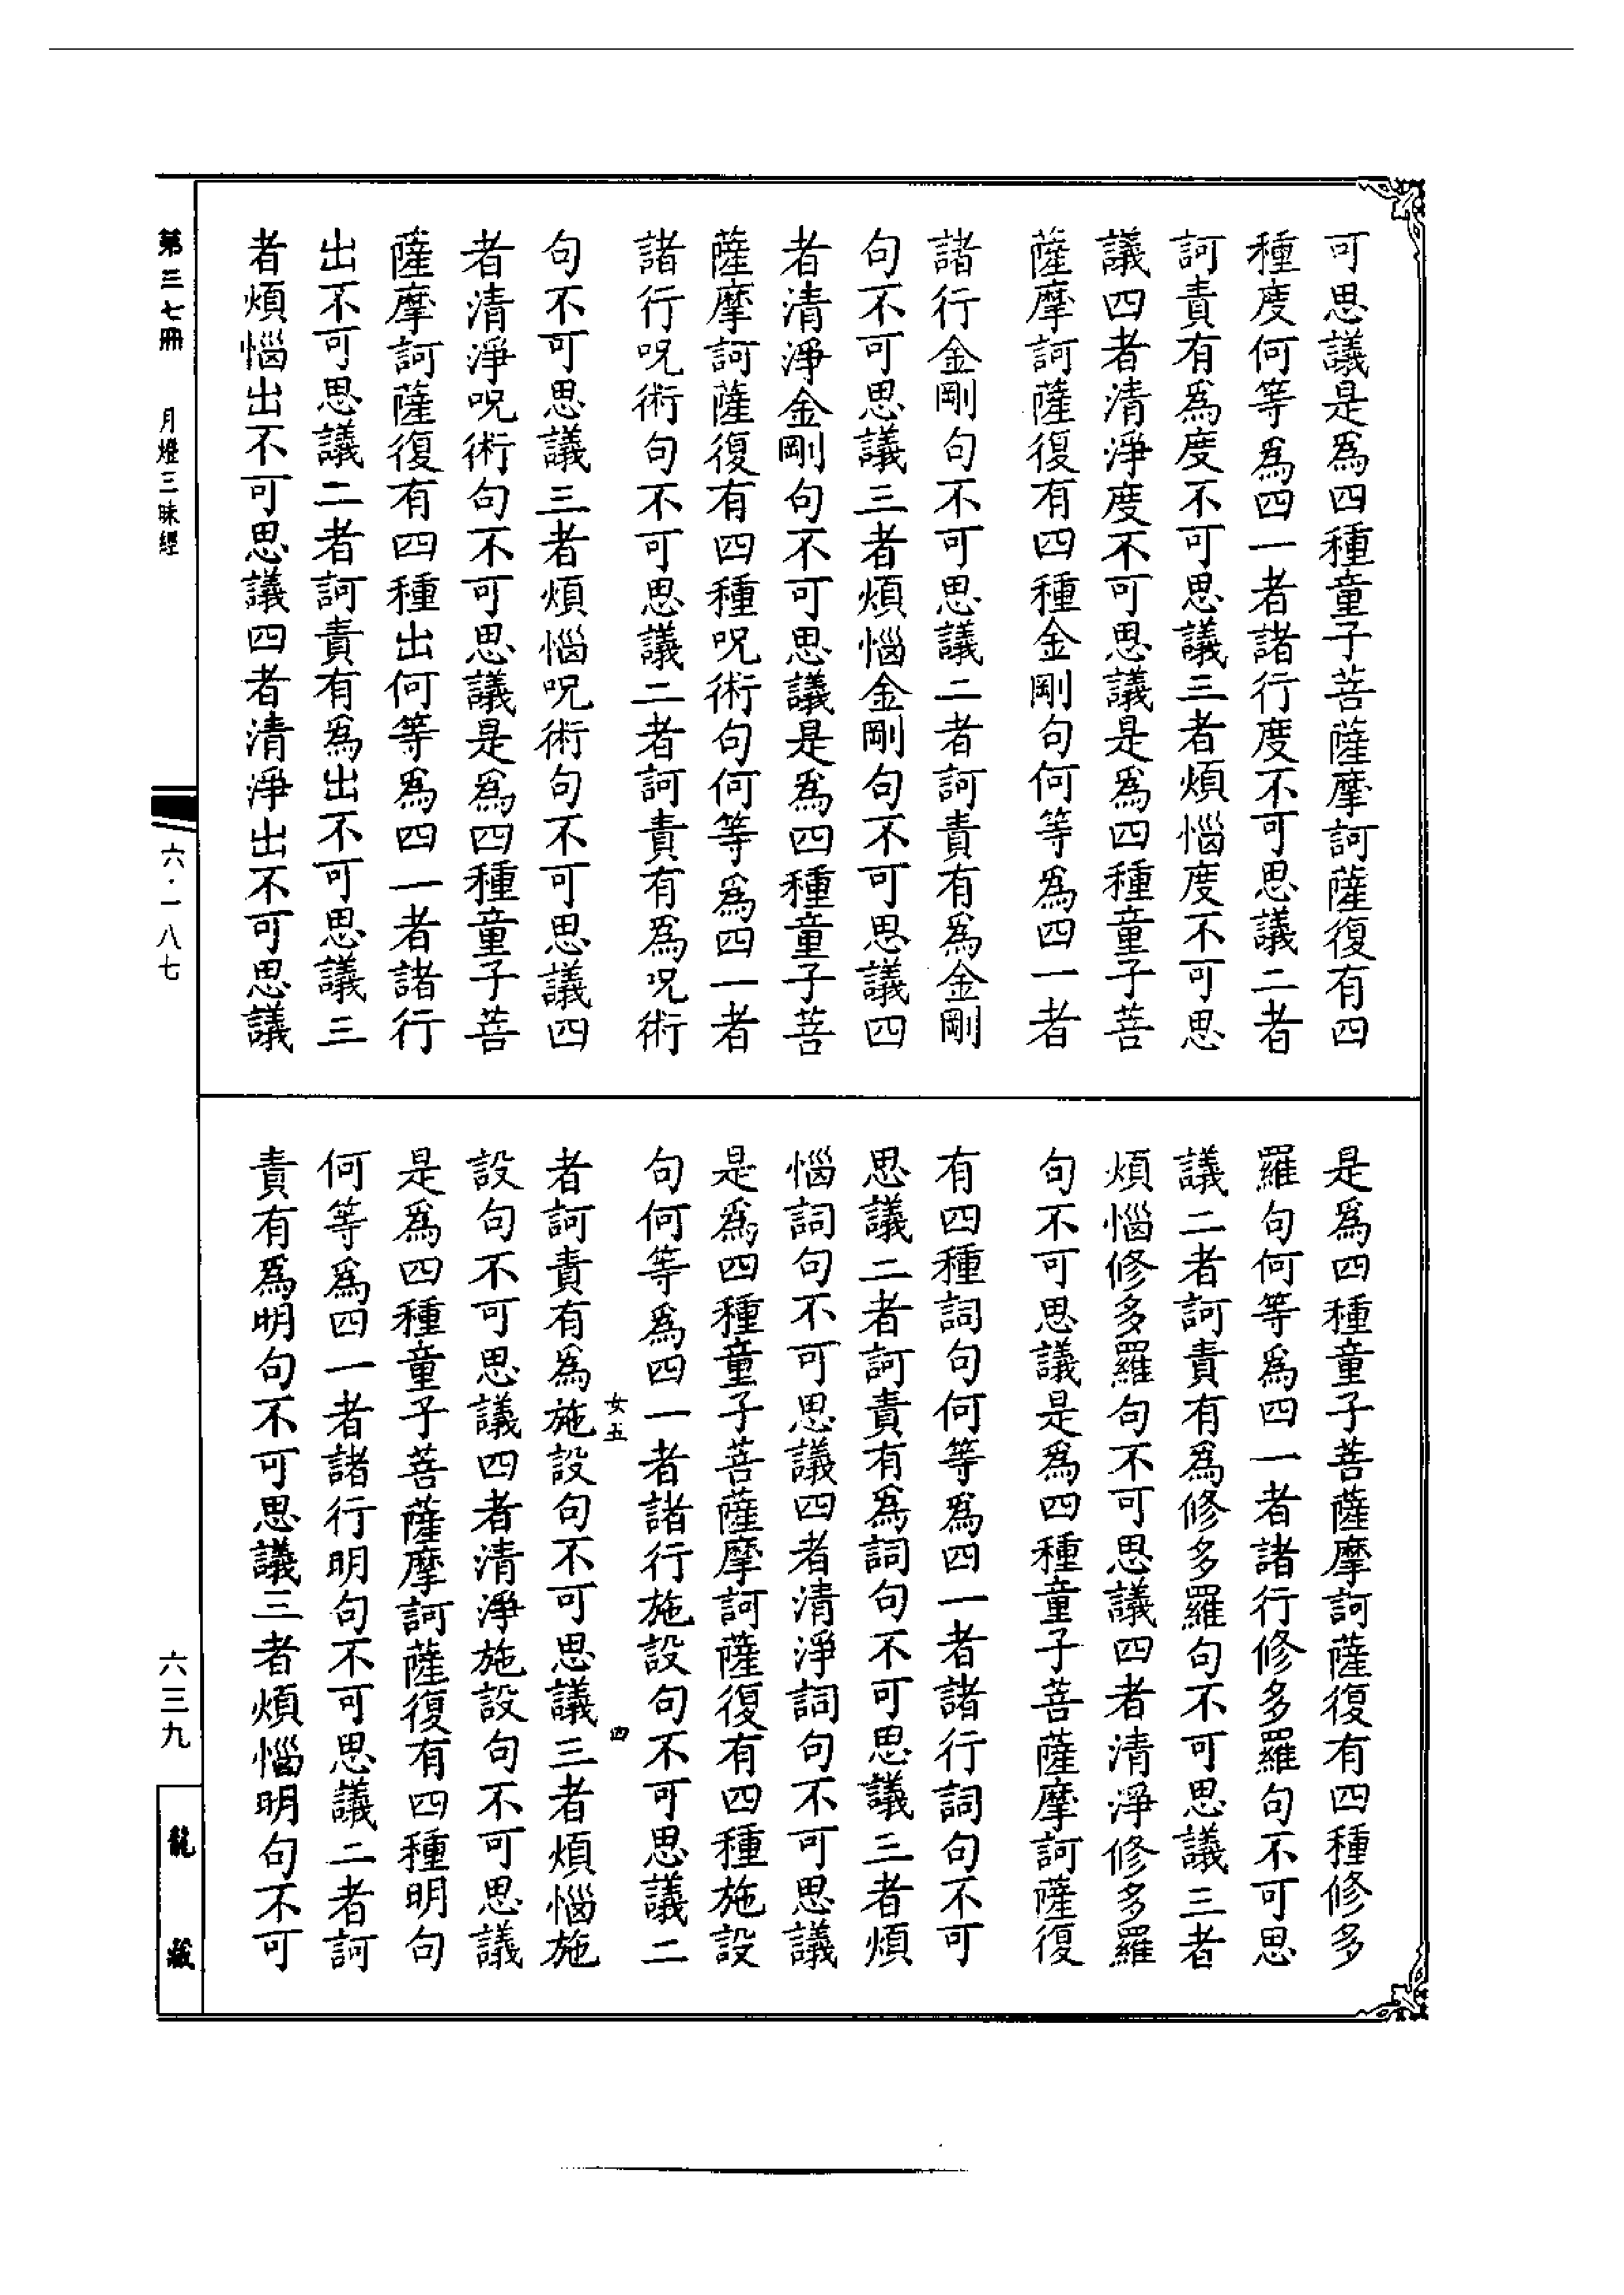 可思議是爲四種童子菩薩摩訶薩復有四
種度何等爲四一者諸行度不可思議二者
訶責有爲度不可思議三者煩惱度不可思
議四者清淨度不可思議是爲四種童子菩
薩摩訶薩復有四種金剛句何等爲四一者
諸行金剛句不可思議二者訶責有爲金剛
句不可思議三者煩惱金剛句不可思議四
者清淨金剛句不可思議是爲四種童子菩
薩摩訶薩復有四種呪術句何等爲四一者
諸行呪術句不可思議二者訶責有爲呪術
句不可思議三者煩惱呪術句不可思議四
者清淨呪術句不可思議是爲四種童子菩
薩摩訶薩復有四種出何等爲四一者諸行
出不可思議二者訶責有爲出不可思議三
者煩惱出不可思議四者清淨出不可思議
是爲四種童子菩薩摩訶薩復有四種修多
羅句何等爲四一者諸行修多羅句不可思
議二者訶責有爲修多羅句不可思議三者
煩惱修多羅句不可思議四者清淨修多羅
句不可思議是爲四種童子菩薩摩訶薩復
有四種詞句何等爲四一者諸行詞句不可
思議二者訶責有爲詞句不可思議三者煩
惱詞句不可思議四者清淨詞句不可思議
是爲四種童子菩薩摩訶薩復有四種施設
句何等爲四一者諸行施設句不可思議二
女五 四
者訶責有爲施設句不可思議三者煩惱施
設句不可思議四者清淨施設句不可思議
是爲四種童子菩薩摩訶薩復有四種明句
何等爲四一者諸行明句不可思議二者訶
責有爲明句不可思議三者煩惱明句不可
第三七冊 月燈三昧經
六·一八七
六三九
龍藏